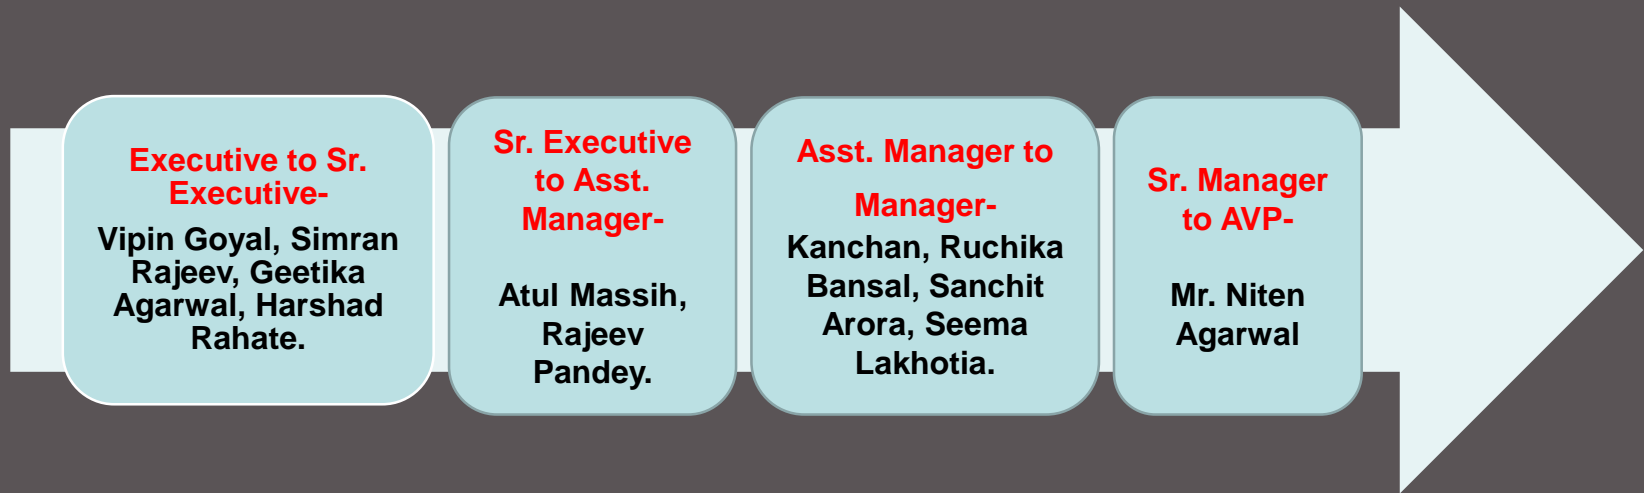 Executive to Sr.
Executive-
Vipin Goyal, Simran
Rajeev, Geetika
Agarwal, Harshad
Rahate.
Sr. Executive
to Asst.
Manager-
Atul Massih,
Rajeev
Pandey.
Asst. Manager to
Manager-
Kanchan, Ruchika
Bansal, Sanchit
Arora, Seema
Lakhotia.
Sr. Manager
to AVP-
Mr. Niten
Agarwal